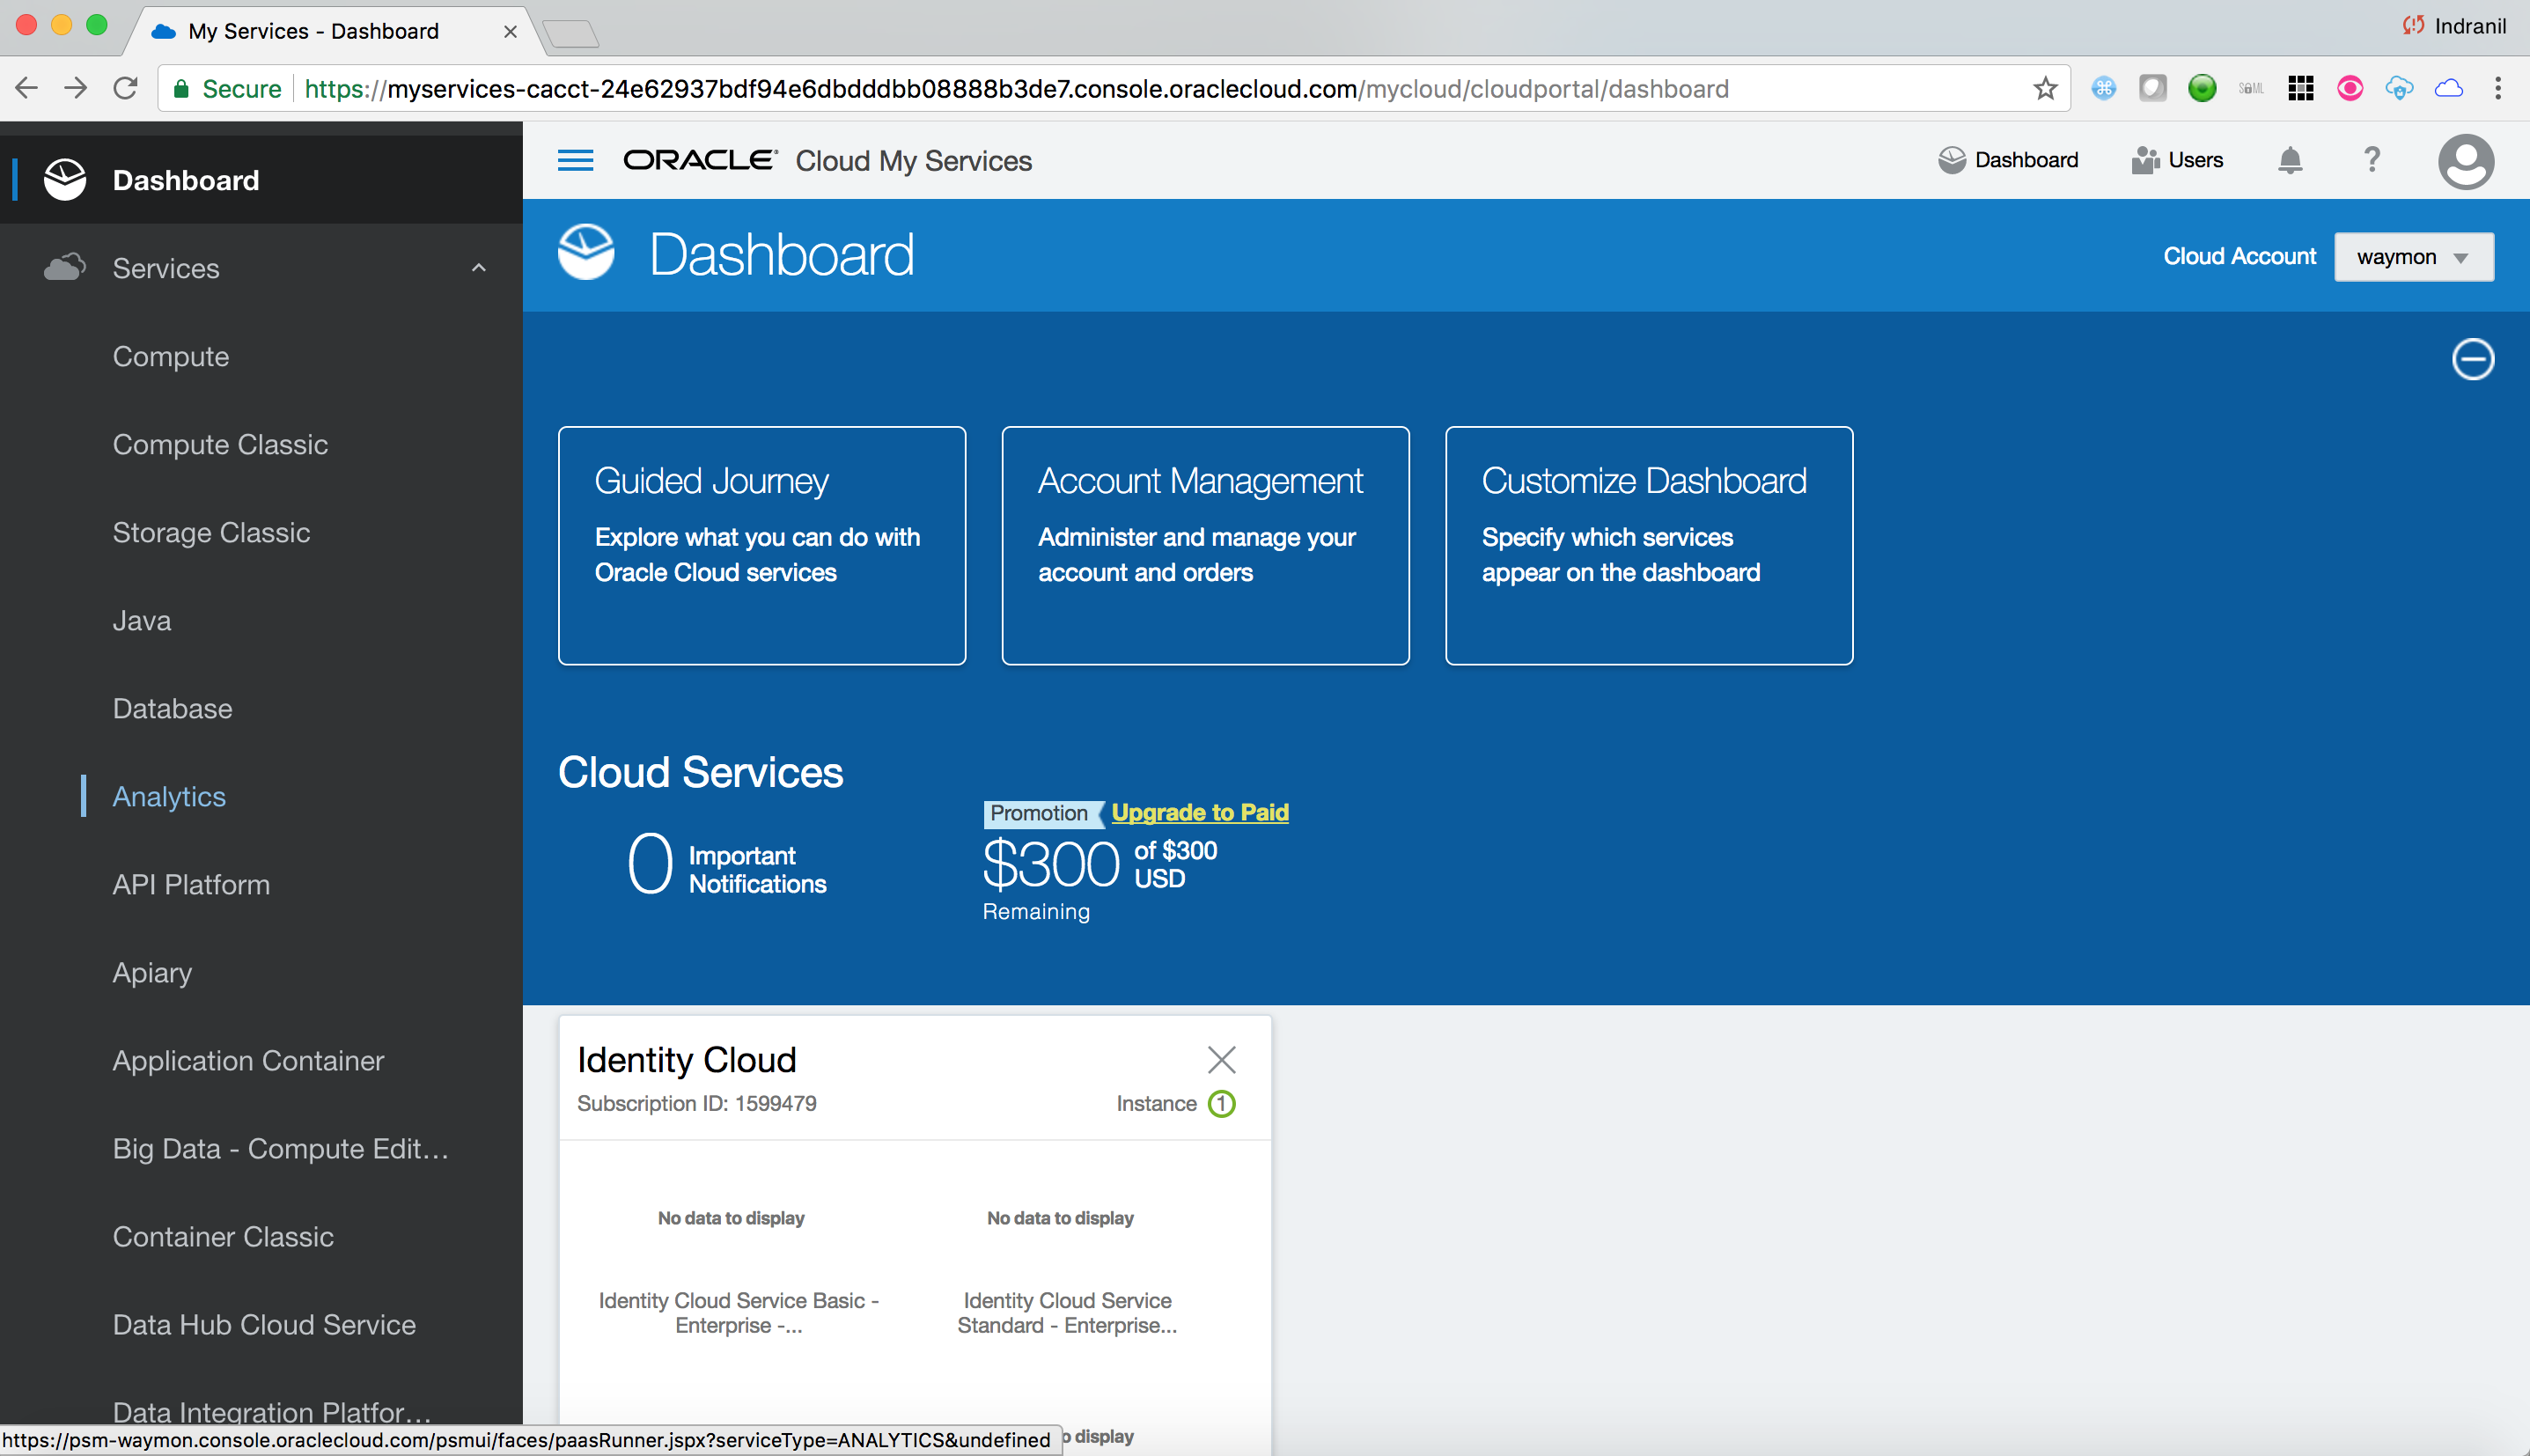 My Services - Dashboard
Indranil
Secure
https://myservices-cacct-24e62937bdf94e6dbdddbb08888b3de7.console.oraclecloud.com/mycloud/cloudportal/dashboard
SAML
Dashboard
Services
Compute
Compute Classic
Storage Classic
Java
Database
Analytics
API Platform
Apiary
Application Container
Big Data - Compute Edit...
Container Classic
Data Hub Cloud Service
Data Integration Platfor...
ORACLE® Cloud My Services
Dashboard
Users
?
Dashboard
Cloud Account
waymon
Guided Journey
Explore what you can do with
Oracle Cloud services
Account Management
Administer and manage your
account and orders
Customize Dashboard
Specify which services
appear on the dashboard
Cloud Services
0 Important
Notifications
Promotion Upgrade to Paid
$300 of $300
USD
Remaining
Identity Cloud
Subscription ID: 1599479
Instance 1
No data to display
No data to display
Identity Cloud Service Basic -
Enterprise -...
Identity Cloud Service
Standard - Enterprise...
o display
https://psm-waymon.console.oraclecloud.com/psmui/faces/paasRunner.jspx?serviceType=ANALYTICS&undefined